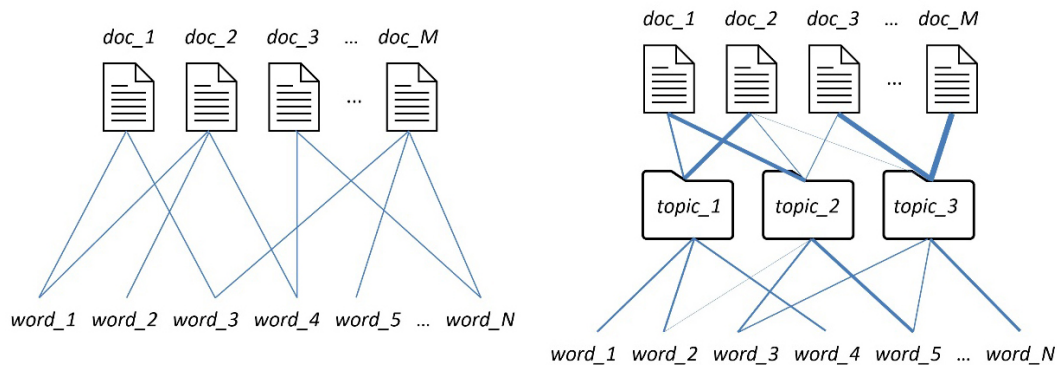 doc_1 doc_2 doc_3 ... doc_M
...
word_1 word_2 word_3 word_4 word_5 ... word_N
doc_1 doc_2 doc_3 ... doc_M
...
topic_1 topic_2 topic_3
word_1 word_2 word_3 word_4 word_5 ... word_N